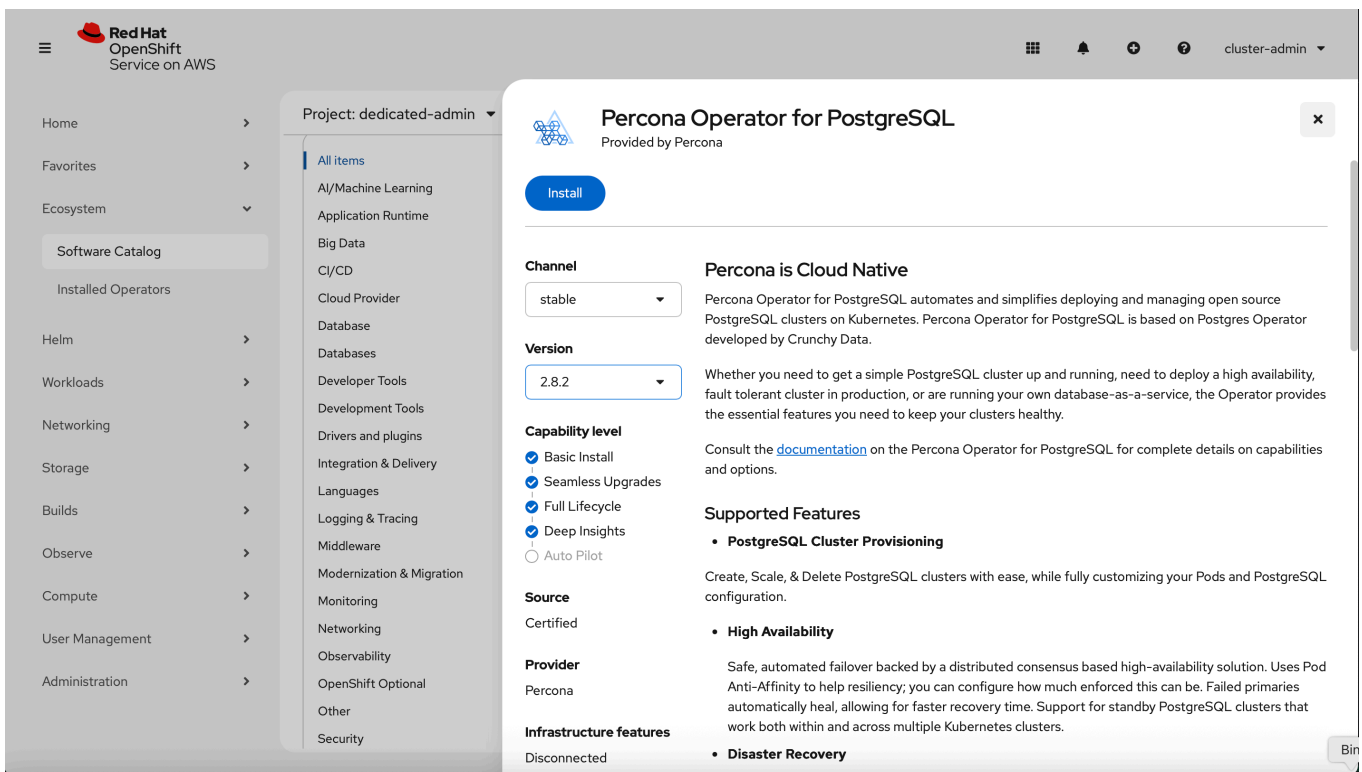 Red Hat
OpenShift
Service on AWS
cluster-admin
Home
Favorites
Ecosystem
Software Catalog
Installed Operators
Helm
Workloads
Networking
Storage
Builds
Observe
Compute
User Management
Administration
Project: dedicated-admin
All items
AI/Machine Learning
Application Runtime
Big Data
CI/CD
Cloud Provider
Database
Databases
Developer Tools
Development Tools
Drivers and plugins
Integration & Delivery
Languages
Logging & Tracing
Middleware
Modernization & Migration
Monitoring
Networking
Observability
OpenShift Optional
Other
Security
Percona Operator for PostgreSQL
Provided by Percona
Install
Channel
stable
Version
2.8.2
Capability level
Basic Install
Seamless Upgrades
Full Lifecycle
Deep Insights
Auto Pilot
Source
Certified
Provider
Percona
Infrastructure features
Disconnected
Percona is Cloud Native
Percona Operator for PostgreSQL automates and simplifies deploying and managing open source
PostgreSQL clusters on Kubernetes. Percona Operator for PostgreSQL is based on Postgres Operator
developed by Crunchy Data.
Whether you need to get a simple PostgreSQL cluster up and running, need to deploy a high availability,
fault tolerant cluster in production, or are running your own database-as-a-service, the Operator provides
the essential features you need to keep your clusters healthy.
Consult the documentation on the Percona Operator for PostgreSQL for complete details on capabilities
and options.
Supported Features
• PostgreSQL Cluster Provisioning
Create, Scale, & Delete PostgreSQL clusters with ease, while fully customizing your Pods and PostgreSQL
configuration.
• High Availability
Safe, automated failover backed by a distributed consensus based high-availability solution. Uses Pod
Anti-Affinity to help resiliency; you can configure how much enforced this can be. Failed primaries
automatically heal, allowing for faster recovery time. Support for standby PostgreSQL clusters that
work both within and across multiple Kubernetes clusters.
• Disaster Recovery